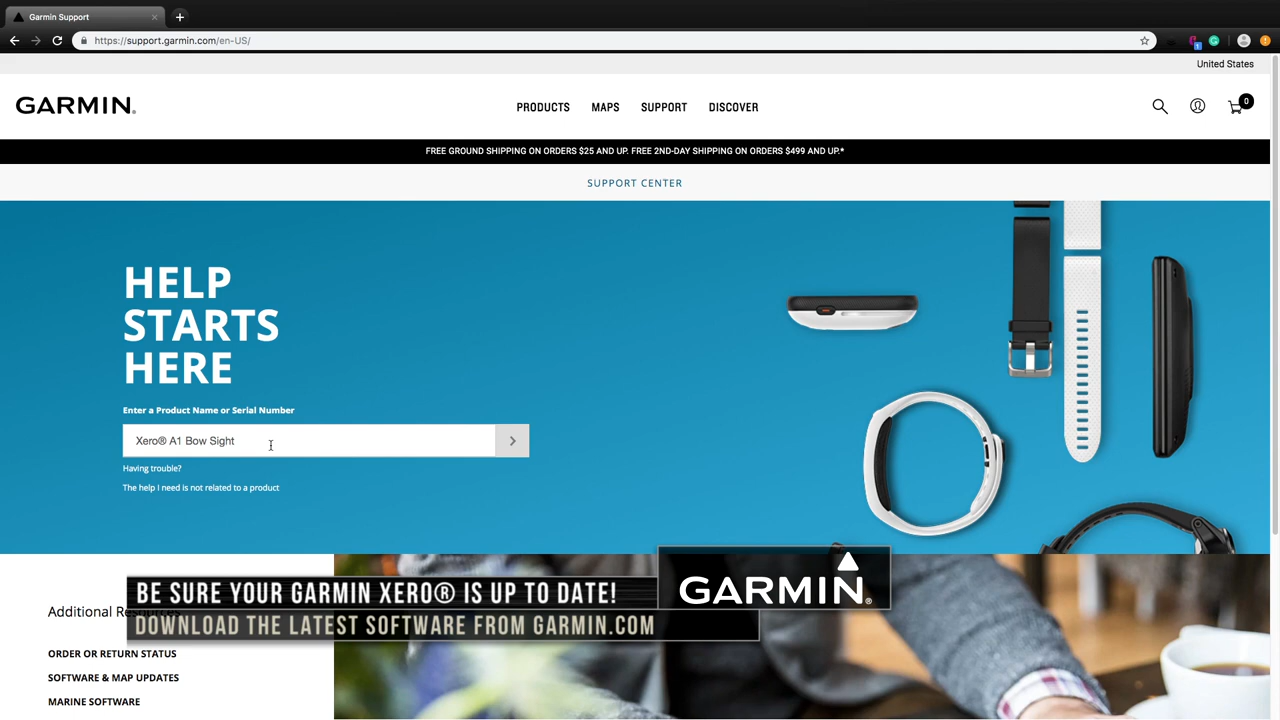 Garmin Support
https://support.garmin.com/en-US/
1
United States
GARMIN®
PRODUCTS
MAPS
SUPPORT
DISCOVER
0
FREE GROUND SHIPPING ON ORDERS $25 AND UP. FREE 2ND-DAY SHIPPING ON ORDERS $499 AND UP.*
SUPPORT CENTER
HELP
STARTS
HERE
Enter a Product Name or Serial Number
Xero® A1 Bow Sight
Having trouble?
The help I need is not related to a product
BE SURE YOUR GARMIN XERO® IS UP TO DATE!
GARMIN®
DOWNLOAD THE LATEST SOFTWARE FROM GARMIN.COM
Additional Resources
ORDER OR RETURN STATUS
SOFTWARE & MAP UPDATES
MARINE SOFTWARE